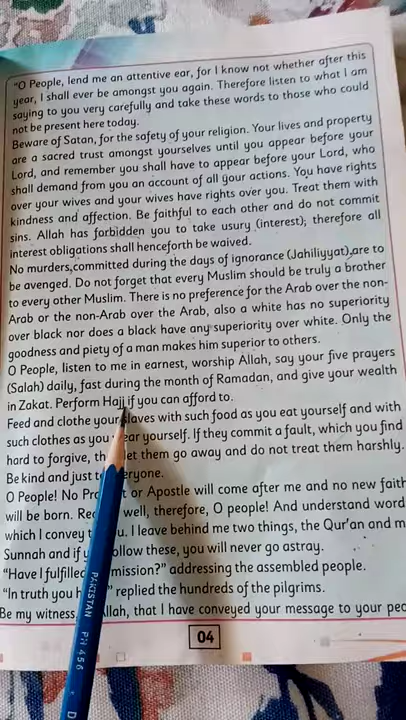 "O People, lend me an attentive ear, for I know not whether after this
year, I shall ever be amongst you again. Therefore listen to what I am
saying to you very carefully and take these words to those who could
not be present here today.
Beware of Satan, for the safety of your religion. Your lives and property
are a sacred trust amongst yourselves until you appear before your
Lord, and remember you shall have to appear before your Lord, who
shall demand from you an account of all your actions. You have rights
over your wives and your wives have rights over you. Treat them with
kindness and affection. Be faithful to each other and do not commit
sins. Allah has forbidden you to take usury (interest); therefore all
interest obligations shall henceforth be waived.
No murders, committed during the days of ignorance (Jahiliyyat), are to
be avenged. Do not forget that every Muslim should be truly a brother
to every other Muslim. There is no preference for the Arab over the non-
Arab or the non-Arab over the Arab, also a white has no superiority
over black nor does a black have any superiority over white. Only the
goodness and piety of a man makes him superior to others.
O People, listen to me in earnest, worship Allah, say your five prayers
(Salah) daily, fast during the month of Ramadan, and give your wealth
in Zakat. Perform Hajj if you can afford to.
Feed and clothe your slaves with such food as you eat yourself and with
such clothes as you ear yourself. If they commit a fault, which you find
hard to forgive, th let them go away and do not treat them harshly.
Be kind and just t eryone.
O People! No Pr t or Apostle will come after me and no new faith
will be born. Re well, therefore, O people! And understand word
which I convey t u. I leave behind me two things, the Qur'an and m
Sunnah and if y ollow these, you will never go astray.
"Have I fulfilled mission?" addressing the assembled people.
"In truth you h " replied the hundreds of the pilgrims.
Be my witness, llah, that I have conveyed your message to your peo
04
PAKISTAN Pil 456